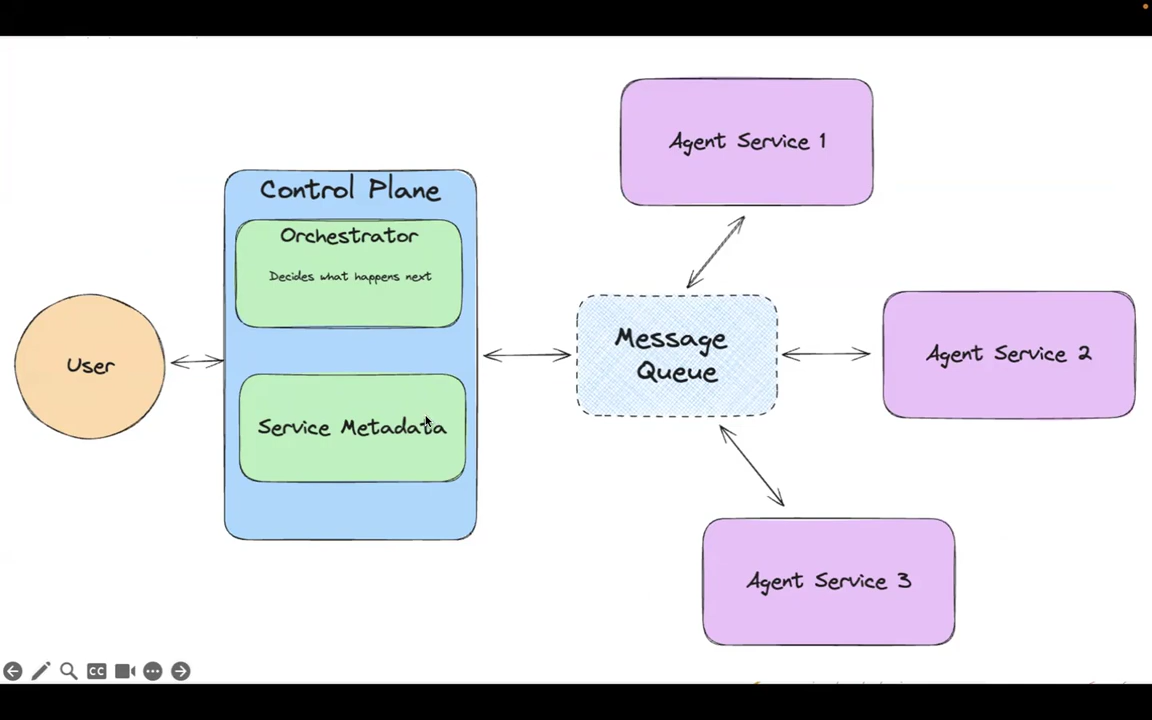 User
Control Plane
Orchestrator
Decides what happens next
Service Metadata
Message
Queue
Agent Service 1
Agent Service 2
Agent Service 3
CC